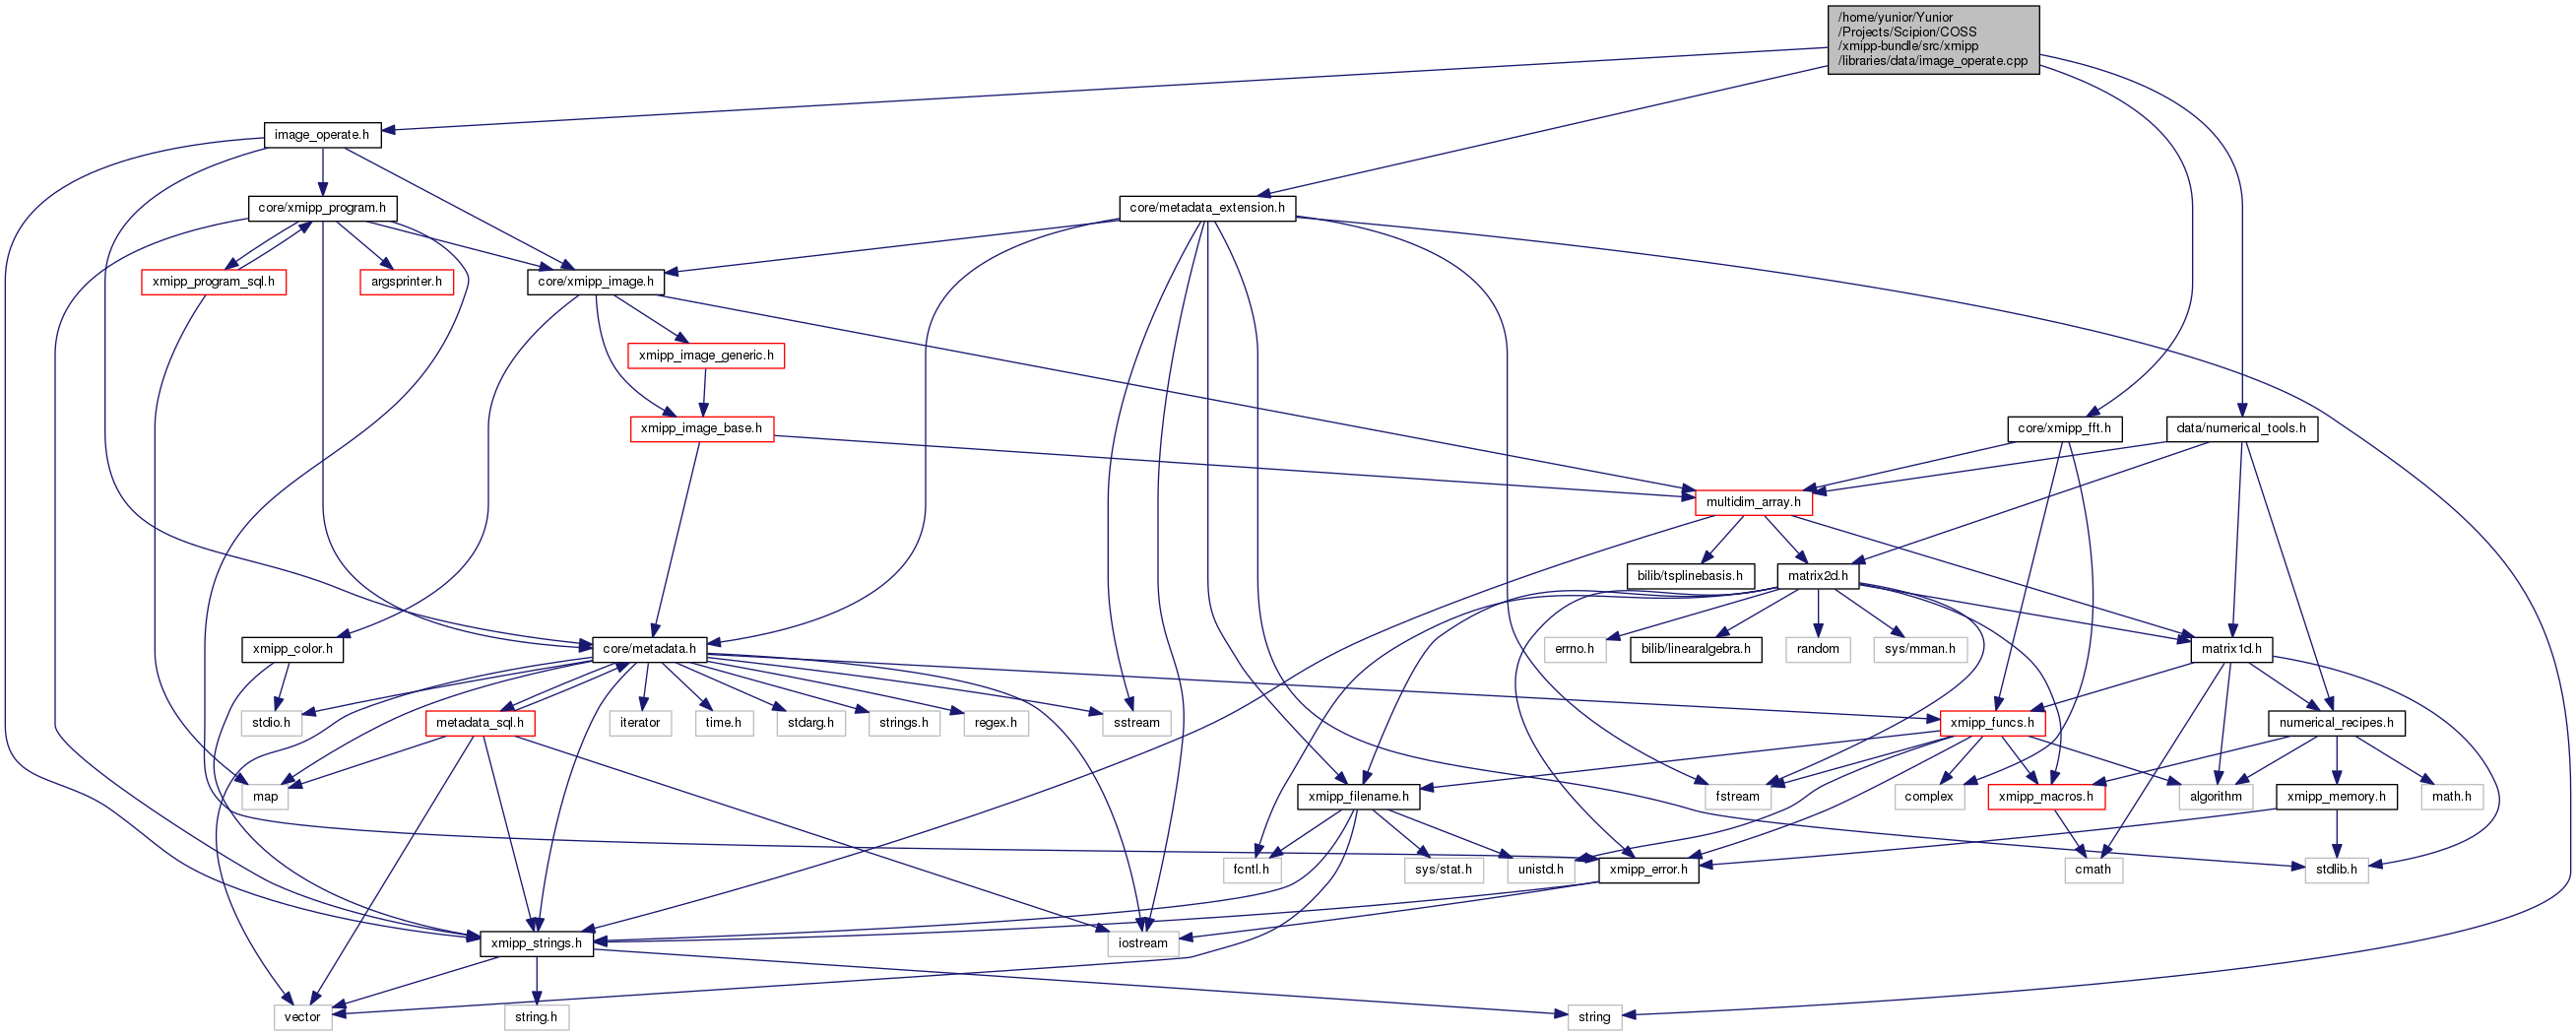 /home/yunior/Yunior
/Projects/Scipion/COSS
/xmipp-bundle/src/xmipp
/libraries/data/image_operate.cpp
image_operate.h
core/xmipp_program.h
core/metadata_extension.h
xmipp_program_sql.h
argsprinter.h
core/xmipp_image.h
xmipp_image_generic.h
xmipp_image_base.h
core/xmipp_fft.h
data/numerical_tools.h
multidim_array.h
bilib/tsplinebasis.h
matrix2d.h
xmipp_color.h
core/metadata.h
errno.h
bilib/linearalgebra.h
random
sys/mman.h
matrix1d.h
stdio.h
metadata_sql.h
iterator
time.h
stdarg.h
strings.h
regex.h
sstream
xmipp_funcs.h
numerical_recipes.h
map
xmipp_filename.h
fstream
complex
xmipp_macros.h
algorithm
xmipp_memory.h
math.h
fcntl.h
sys/stat.h
unistd.h
xmipp_error.h
cmath
stdlib.h
xmipp_strings.h
iostream
vector
string.h
string